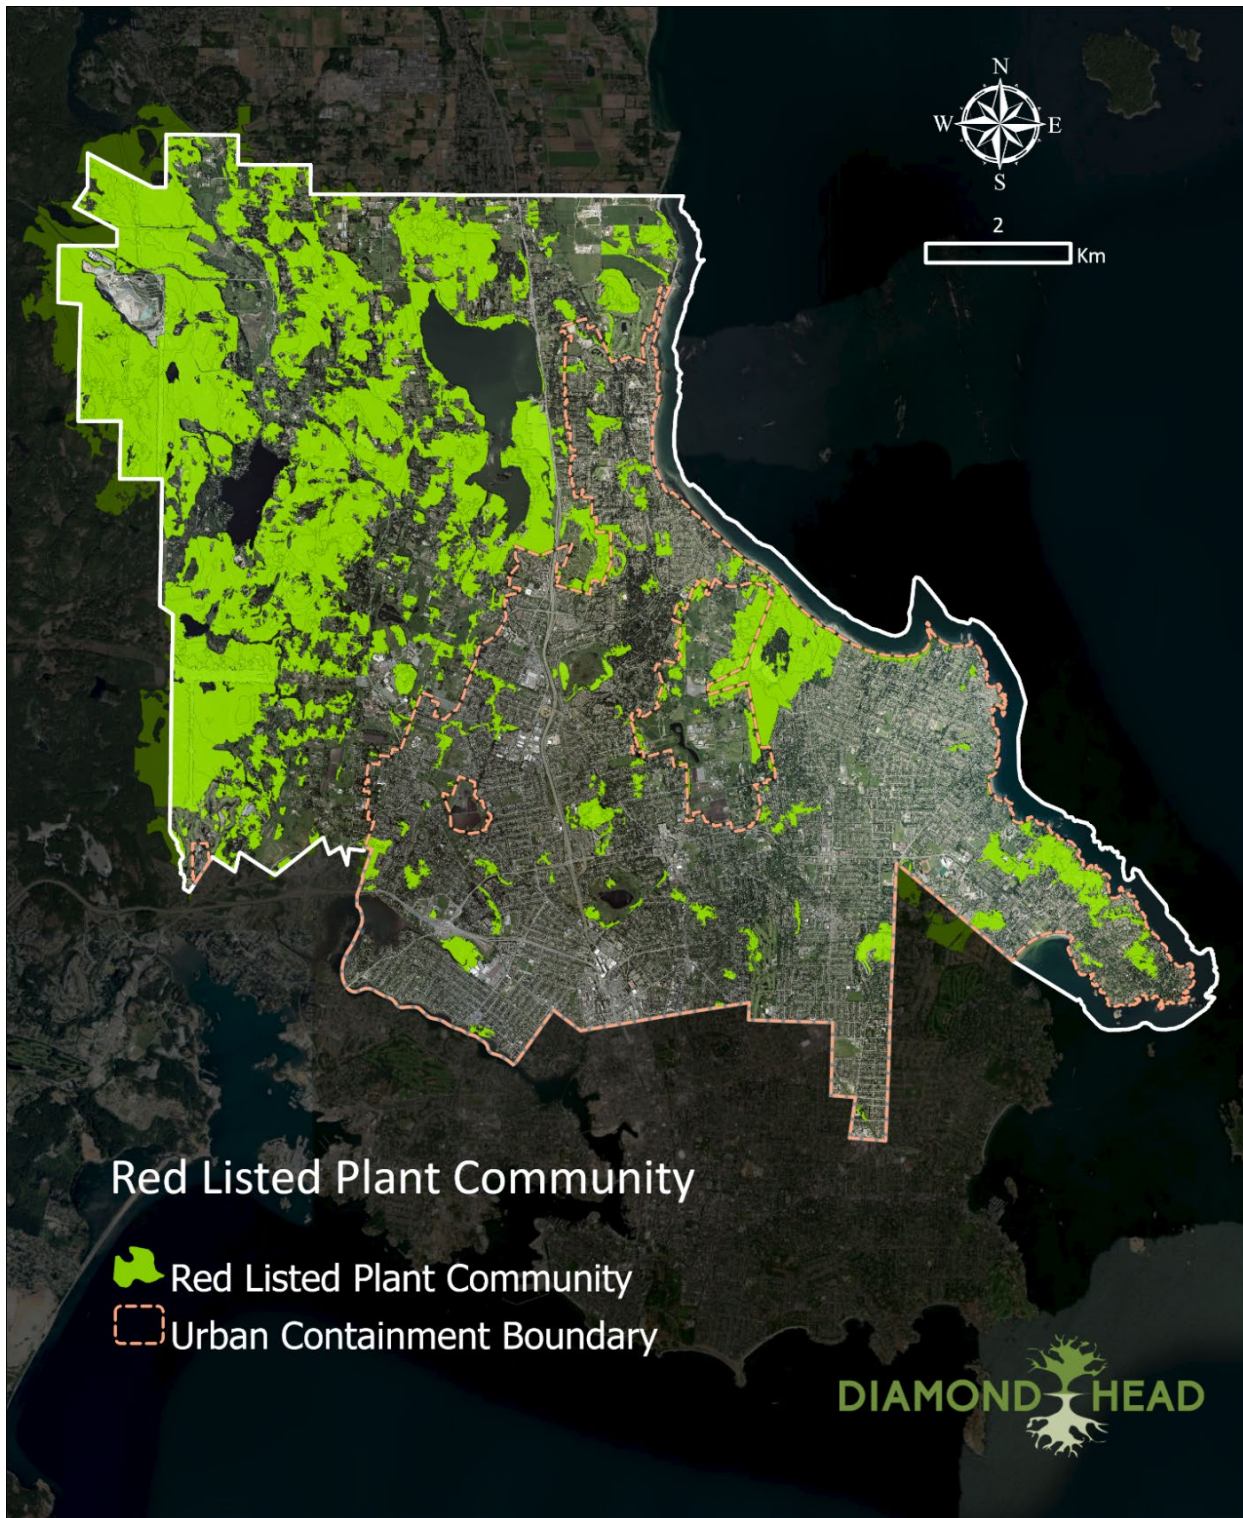 N
W E
S
2
Km
Red Listed Plant Community
Red Listed Plant Community
Urban Containment Boundary
DIAMOND HEAD